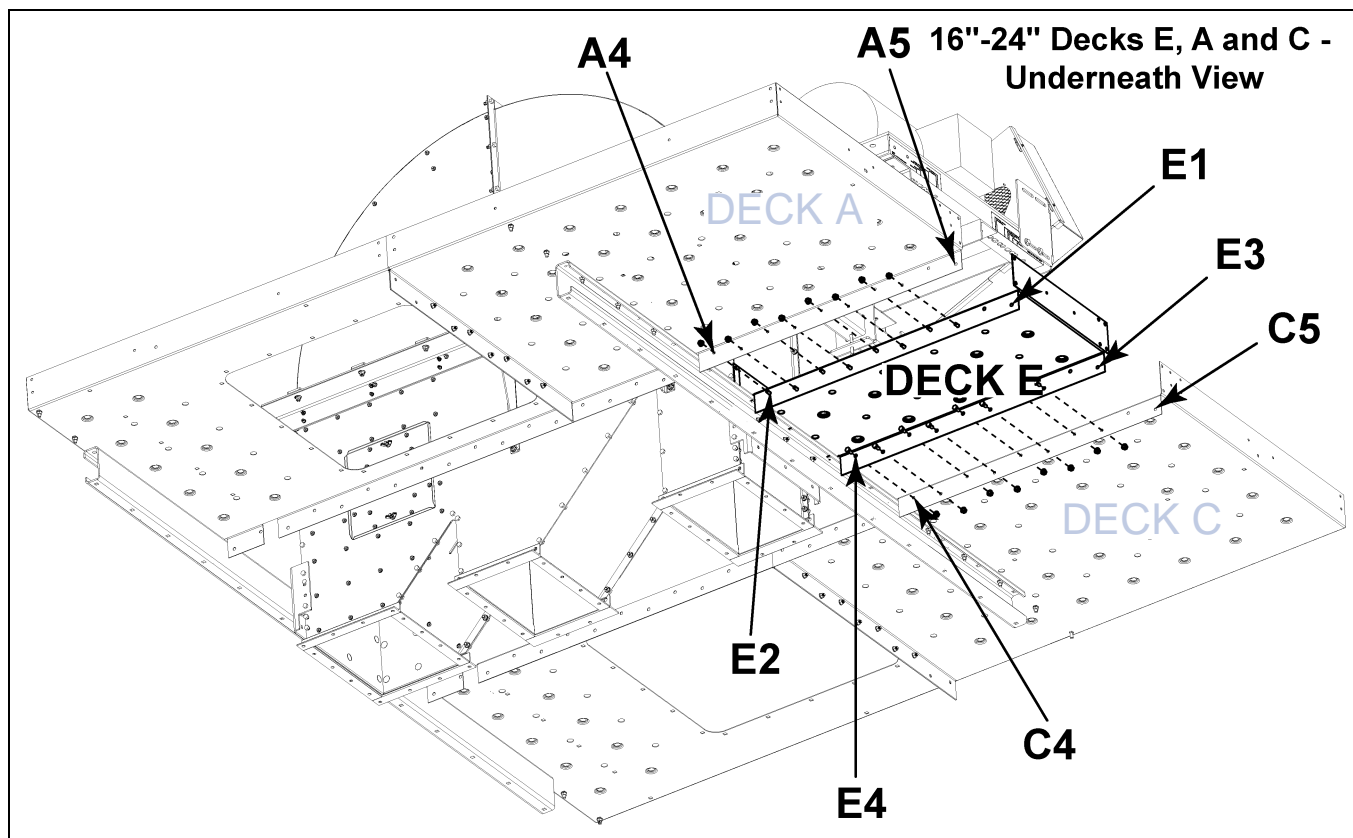 16"-24" Decks E, A and C -
Underneath View
A4
A5
E1
DECK A
E3
C5
DECK E
DECK C
E2
C4
E4